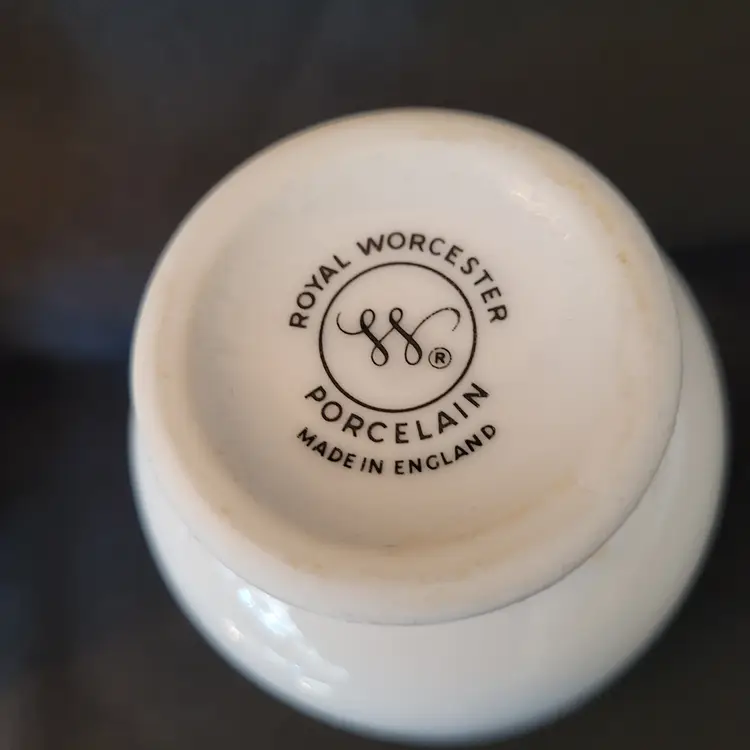 ROYAL WORCESTER
W®
PORCELAIN
MADE IN ENGLAND